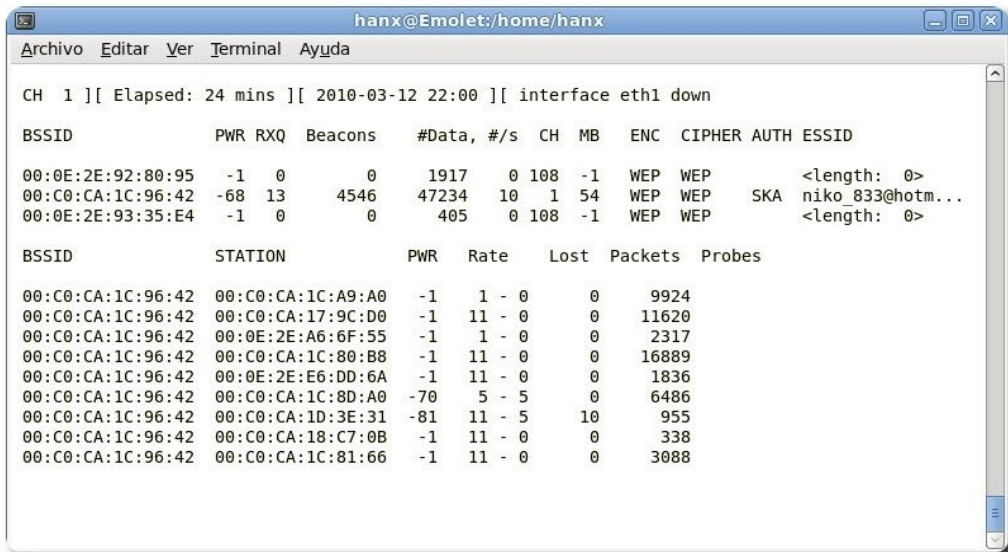 hanx@Emolet:/home/hanx
Archivo Editar Ver Terminal Ayuda
CH 1 ][ Elapsed: 24 mins ][ 2010-03-12 22:00 ][ interface eth1 down
BSSID PWR RXQ Beacons #Data, #/s CH MB ENC CIPHER AUTH ESSID
00:0E:2E:92:80:95 -1 0 0 1917 0 108 -1 WEP WEP <length: 0>
00:C0:CA:1C:96:42 -68 13 4546 47234 10 1 54 WEP WEP SKA niko_833@hotm...
00:0E:2E:93:35:E4 -1 0 0 405 0 108 -1 WEP WEP <length: 0>
BSSID STATION PWR Rate Lost Packets Probes
00:C0:CA:1C:96:42 00:C0:CA:1C:A9:A0 -1 1 - 0 0 9924
00:C0:CA:1C:96:42 00:C0:CA:17:9C:D0 -1 11 - 0 0 11620
00:C0:CA:1C:96:42 00:0E:2E:A6:6F:55 -1 1 - 0 0 2317
00:C0:CA:1C:96:42 00:C0:CA:1C:80:B8 -1 11 - 0 0 16889
00:C0:CA:1C:96:42 00:0E:2E:E6:DD:6A -1 11 - 0 0 1836
00:C0:CA:1C:96:42 00:C0:CA:1C:8D:A0 -70 5 - 5 0 6486
00:C0:CA:1C:96:42 00:C0:CA:1D:3E:31 -81 11 - 5 10 955
00:C0:CA:1C:96:42 00:C0:CA:18:C7:0B -1 11 - 0 0 338
00:C0:CA:1C:96:42 00:C0:CA:1C:81:66 -1 11 - 0 0 3088